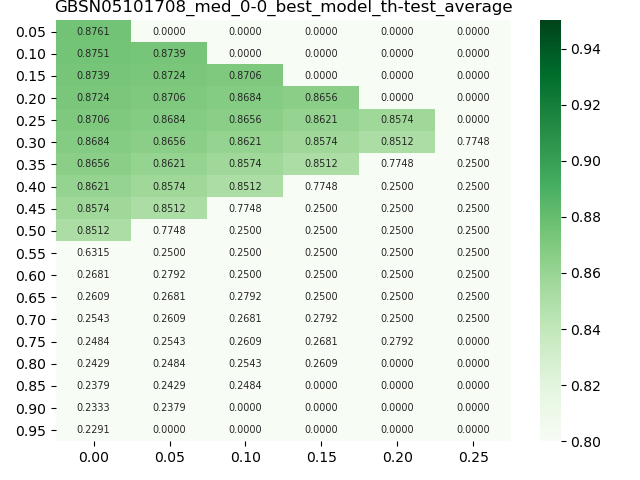 GBSN05101708_med_0-0_best_model_th-test_average
0.05 0.8761 0.0000 0.0000 0.0000 0.0000 0.0000
0.10 0.8751 0.8739 0.0000 0.0000 0.0000 0.0000
0.15 0.8739 0.8724 0.8706 0.0000 0.0000 0.0000
0.20 0.8724 0.8706 0.8684 0.8656 0.0000 0.0000
0.25 0.8706 0.8684 0.8656 0.8621 0.8574 0.0000
0.30 0.8684 0.8656 0.8621 0.8574 0.8512 0.7748
0.35 0.8656 0.8621 0.8574 0.8512 0.7748 0.2500
0.40 0.8621 0.8574 0.8512 0.7748 0.2500 0.2500
0.45 0.8574 0.8512 0.7748 0.2500 0.2500 0.2500
0.50 0.8512 0.7748 0.2500 0.2500 0.2500 0.2500
0.55 0.6315 0.2500 0.2500 0.2500 0.2500 0.2500
0.60 0.2681 0.2792 0.2500 0.2500 0.2500 0.2500
0.65 0.2609 0.2681 0.2792 0.2500 0.2500 0.2500
0.70 0.2543 0.2609 0.2681 0.2792 0.2500 0.2500
0.75 0.2484 0.2543 0.2609 0.2681 0.2792 0.0000
0.80 0.2429 0.2484 0.2543 0.2609 0.0000 0.0000
0.85 0.2379 0.2429 0.2484 0.0000 0.0000 0.0000
0.90 0.2333 0.2379 0.0000 0.0000 0.0000 0.0000
0.95 0.2291 0.0000 0.0000 0.0000 0.0000 0.0000
0.00 0.05 0.10 0.15 0.20 0.25
0.94
0.92
0.90
0.88
0.86
0.84
0.82
0.80